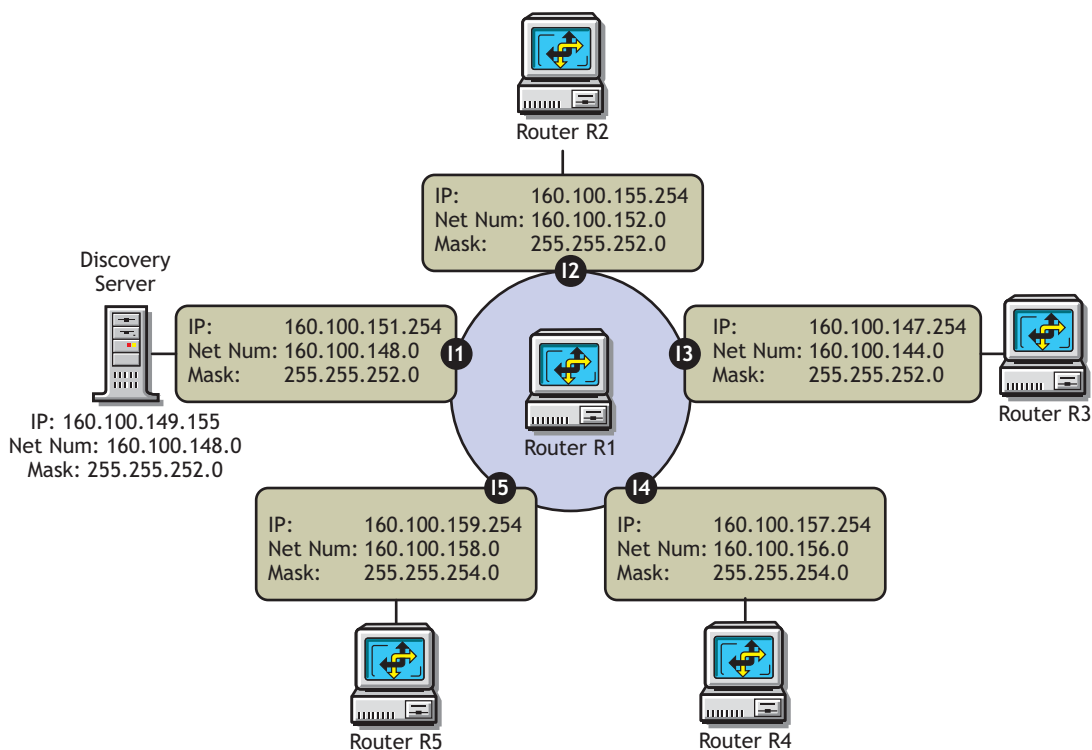 Router R2
IP: 160.100.155.254
Net Num: 160.100.152.0
Mask: 255.255.252.0
I2
Discovery
Server
IP: 160.100.151.254
Net Num: 160.100.148.0
Mask: 255.255.252.0
I1
IP: 160.100.149.155
Net Num: 160.100.148.0
Mask: 255.255.252.0
Router R1
I3
IP: 160.100.147.254
Net Num: 160.100.144.0
Mask: 255.255.252.0
Router R3
I5
IP: 160.100.159.254
Net Num: 160.100.158.0
Mask: 255.255.254.0
Router R5
I4
IP: 160.100.157.254
Net Num: 160.100.156.0
Mask: 255.255.254.0
Router R4